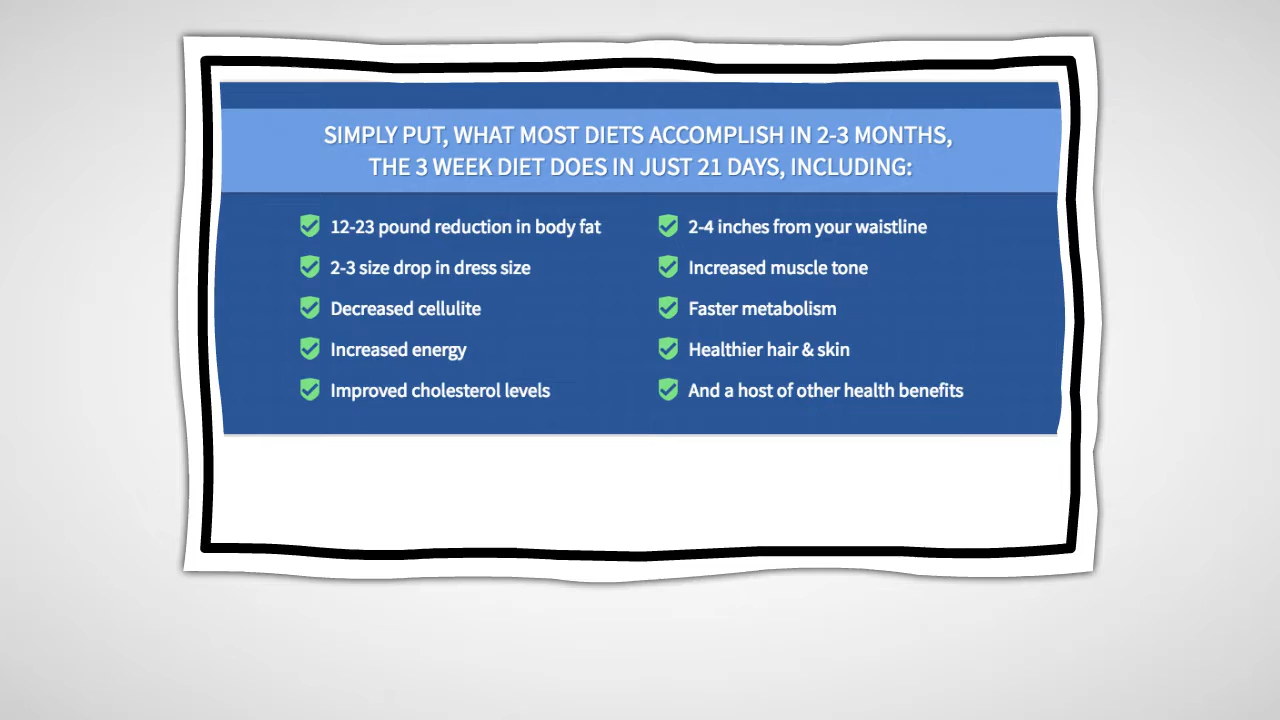 SIMPLY PUT, WHAT MOST DIETS ACCOMPLISH IN 2-3 MONTHS,
THE 3 WEEK DIET DOES IN JUST 21 DAYS, INCLUDING:
12-23 pound reduction in body fat
2-3 size drop in dress size
Decreased cellulite
Increased energy
Improved cholesterol levels
2-4 inches from your waistline
Increased muscle tone
Faster metabolism
Healthier hair & skin
And a host of other health benefits